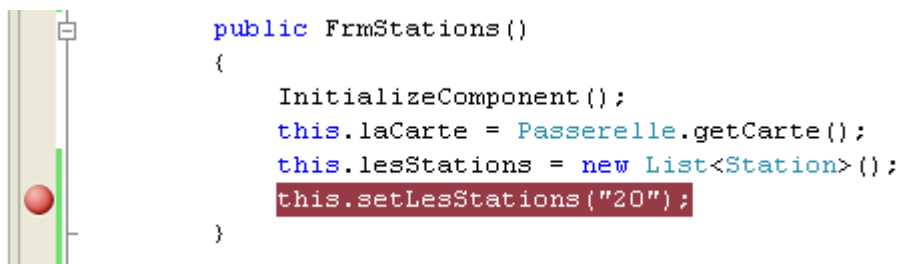 public FrmStations()
{
InitializeComponent();
this.laCarte = Passerelle.getCarte();
this.lesStations = new List<Station>();
this.setLesStations("20");
}